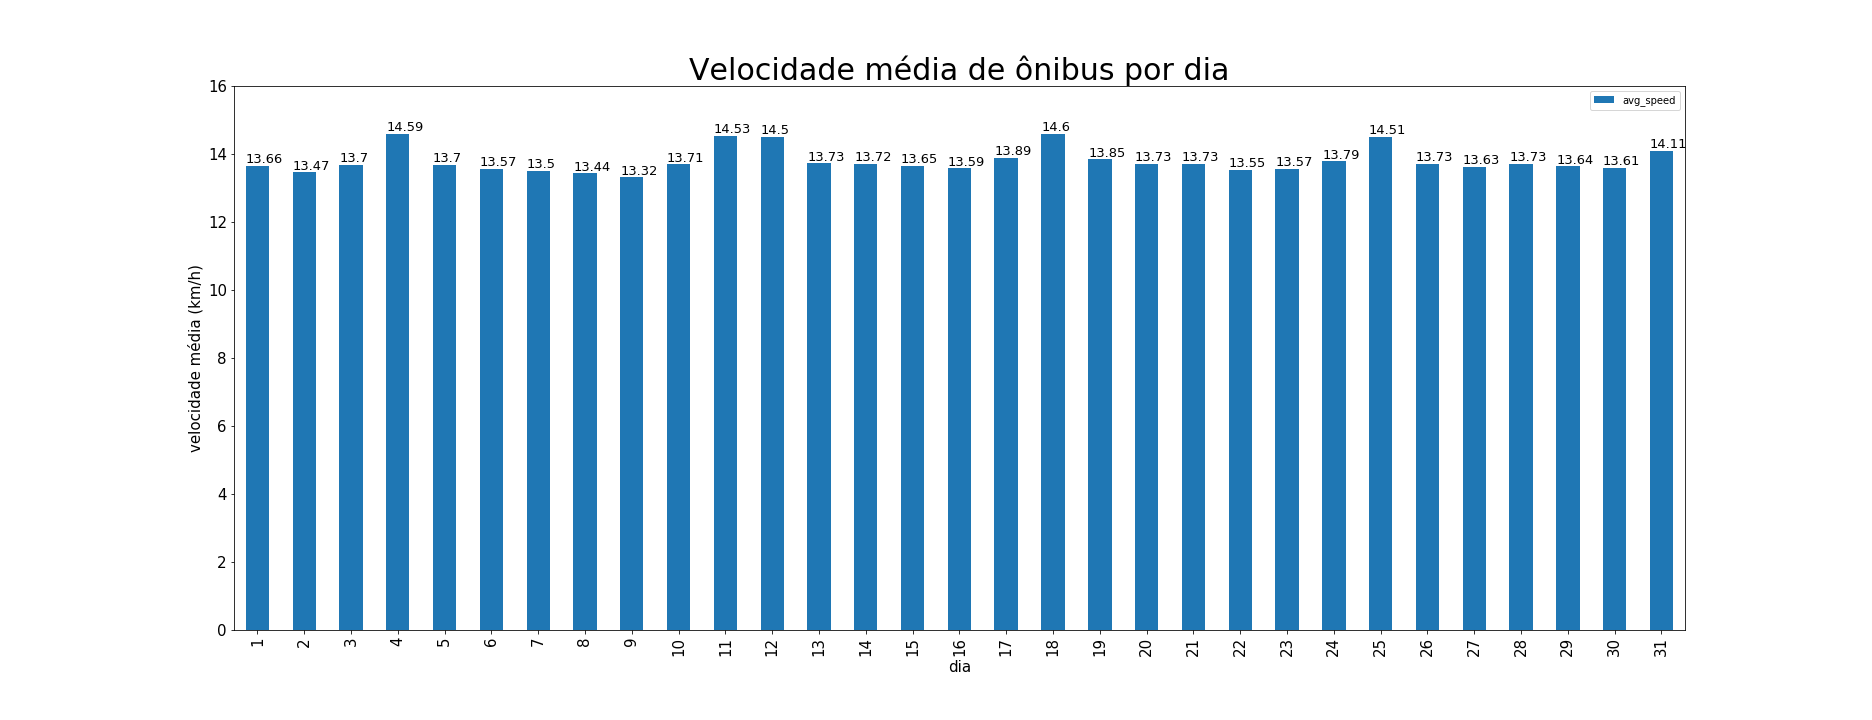 Velocidade média de ônibus por dia
avg_speed
velocidade média (km/h)
16
14
12
10
8
6
4
2
0
13.66 13.47 13.7 14.59 13.7 13.57 13.5 13.44 13.32 13.71 14.53 14.5 13.73 13.72 13.65 13.59 13.89 14.6 13.85 13.73 13.73 13.55 13.57 13.79 14.51 13.73 13.63 13.73 13.64 13.61 14.11
1 2 3 4 5 6 7 8 9 10 11 12 13 14 15 16 17 18 19 20 21 22 23 24 25 26 27 28 29 30 31
dia